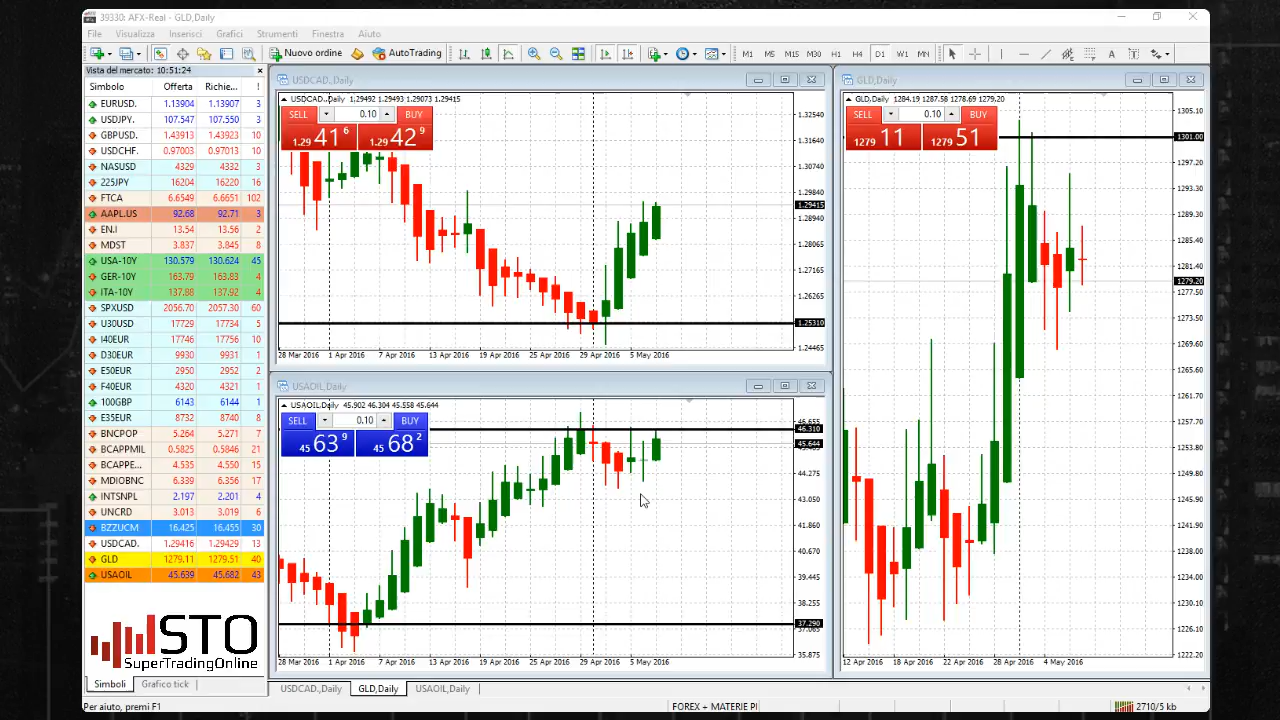 39330: AFX-Real - GLD,Daily
File Visualizza Inserisci Grafici Strumenti Finestra Aiuto
Nuovo ordine AutoTrading M1 M5 M15 M30 H1 H4 D1 W1 MN A T
Vista del mercato: 10:51:24
Simbolo Offerta Richie... !
EURUSD. 1.13904 1.13907 3
USDJPY. 107.547 107.550 3
GBPUSD. 1.43913 1.43923 10
USDCHF. 0.97003 0.97013 10
NASUSD 4329 4332 3
225JPY 16204 16220 16
FTCA 6.6549 6.6651 102
AAPL.US 92.68 92.71 3
EN.I 13.54 13.56 2
MDST 3.837 3.845 8
USA-10Y 130.579 130.624 45
GER-10Y 163.79 163.83 4
ITA-10Y 137.88 137.92 4
SPXUSD 2056.70 2057.30 60
U30USD 17729 17734 5
I40EUR 17746 17756 10
D30EUR 9930 9931 1
E50EUR 2950 2952 2
F40EUR 4320 4321 1
100GBP 6143 6144 1
E35EUR 8732 8740 8
BNCPOP 5.264 5.271 7
BCAPPMIL 0.5825 0.5846 21
BCAPPE... 4.535 4.550 15
MDIOBNC 6.339 6.356 17
INTSNPL 2.197 2.201 4
UNCRD 3.013 3.019 6
BZZUCM 16.425 16.455 30
USDCAD. 1.29416 1.29429 13
GLD 1279.11 1279.51 40
USAOIL 45.639 45.682 43
STO
SuperTradingOnline
Simboli Grafico tick
USDCAD.,Daily
USDCAD.,Daily 1.29492 1.29493 1.29073 1.29415
SELL 0.10 BUY
1.29 41 6 1.29 42 9
1.32540
1.31640
1.30740
1.29840
1.29415
1.28940
1.28065
1.27165
1.26265
1.25310
1.24465
28 Mar 2016 1 Apr 2016 7 Apr 2016 13 Apr 2016 19 Apr 2016 25 Apr 2016 29 Apr 2016 5 May 2016
USAOIL,Daily
USAOIL,Daily 45.902 46.304 45.558 45.644
SELL 0.10 BUY
45 63 9 45 68 2
46.655
46.310
45.644
44.275
43.050
41.860
40.670
39.445
38.255
37.290
37.065
35.875
28 Mar 2016 1 Apr 2016 7 Apr 2016 13 Apr 2016 19 Apr 2016 25 Apr 2016 29 Apr 2016 5 May 2016
GLD,Daily
GLD,Daily 1284.19 1287.58 1278.69 1279.20
SELL 0.10 BUY
1279 11 1279 51
1305.10
1301.00
1297.20
1293.30
1289.30
1285.40
1281.40
1279.20
1277.50
1273.50
1269.60
1265.60
1261.70
1257.70
1253.80
1249.80
1245.90
1241.90
1238.00
1234.00
1230.10
1226.10
1222.20
12 Apr 2016 18 Apr 2016 22 Apr 2016 28 Apr 2016 4 May 2016
USDCAD.,Daily GLD,Daily USAOIL,Daily
Per aiuto, premi F1 FOREX + MATERIE PI 2710/5 kb